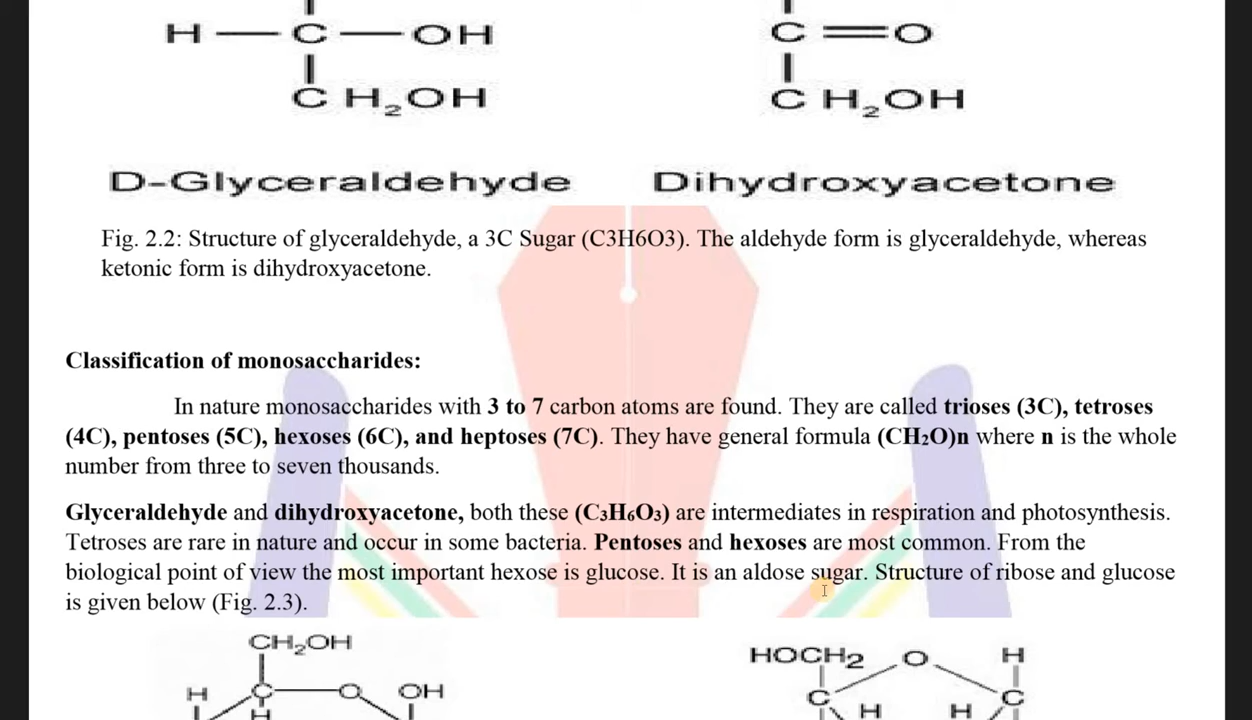 H — C — OH
C H₂OH
C = O
C H₂OH
D-Glyceraldehyde Dihydroxyacetone
Fig. 2.2: Structure of glyceraldehyde, a 3C Sugar (C3H6O3). The aldehyde form is glyceraldehyde, whereas
ketonic form is dihydroxyacetone.
Classification of monosaccharides:
In nature monosaccharides with 3 to 7 carbon atoms are found. They are called trioses (3C), tetroses
(4C), pentoses (5C), hexoses (6C), and heptoses (7C). They have general formula (CH₂O)n where n is the whole
number from three to seven thousands.
Glyceraldehyde and dihydroxyacetone, both these (C₃H₆O₃) are intermediates in respiration and photosynthesis.
Tetroses are rare in nature and occur in some bacteria. Pentoses and hexoses are most common. From the
biological point of view the most important hexose is glucose. It is an aldose sugar. Structure of ribose and glucose
is given below (Fig. 2.3).
CH₂OH
H C O OH
H
HOCH₂ O H
C C
H H